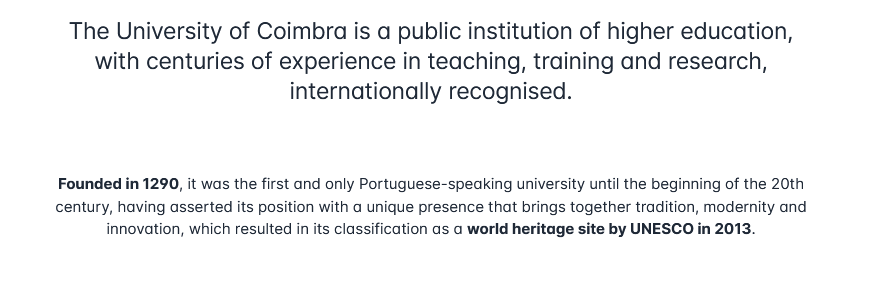 The University of Coimbra is a public institution of higher education,
with centuries of experience in teaching, training and research,
internationally recognised.
Founded in 1290, it was the first and only Portuguese-speaking university until the beginning of the 20th
century, having asserted its position with a unique presence that brings together tradition, modernity and
innovation, which resulted in its classification as a world heritage site by UNESCO in 2013.